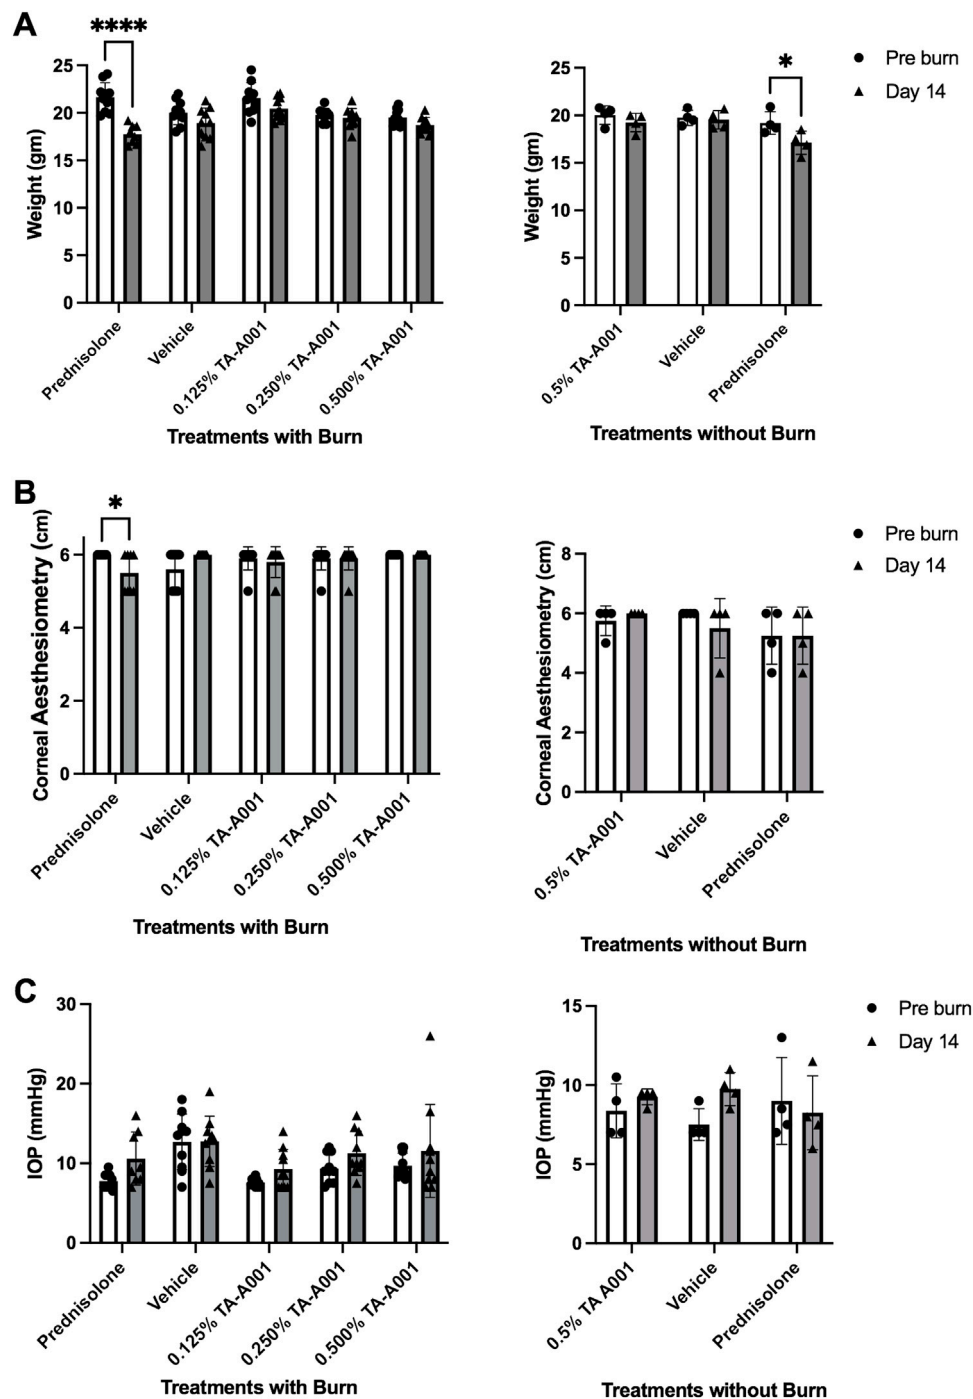 A
****
Weight (gm)
25
20
15
10
5
0
Prednisolone
Vehicle
0.125% TA-A001
0.250% TA-A001
0.500% TA-A001
Treatments with Burn
*
Weight (gm)
25
20
15
10
5
0
0.5% TA-A001
Vehicle
Prednisolone
Treatments without Burn
Pre burn
Day 14
B
*
Corneal Aesthesiometry (cm)
6
4
2
0
Prednisolone
Vehicle
0.125% TA-A001
0.250% TA-A001
0.500% TA-A001
Treatments with Burn
Corneal Aesthesiometry (cm)
8
6
4
2
0
0.5% TA-A001
Vehicle
Prednisolone
Treatments without Burn
Pre burn
Day 14
C
IOP (mmHg)
30
20
10
0
Prednisolone
Vehicle
0.125% TA-A001
0.250% TA-A001
0.500% TA-A001
Treatments with Burn
IOP (mmHg)
15
10
5
0
0.5% TA A001
Vehicle
Prednisolone
Treatments without Burn
Pre burn
Day 14